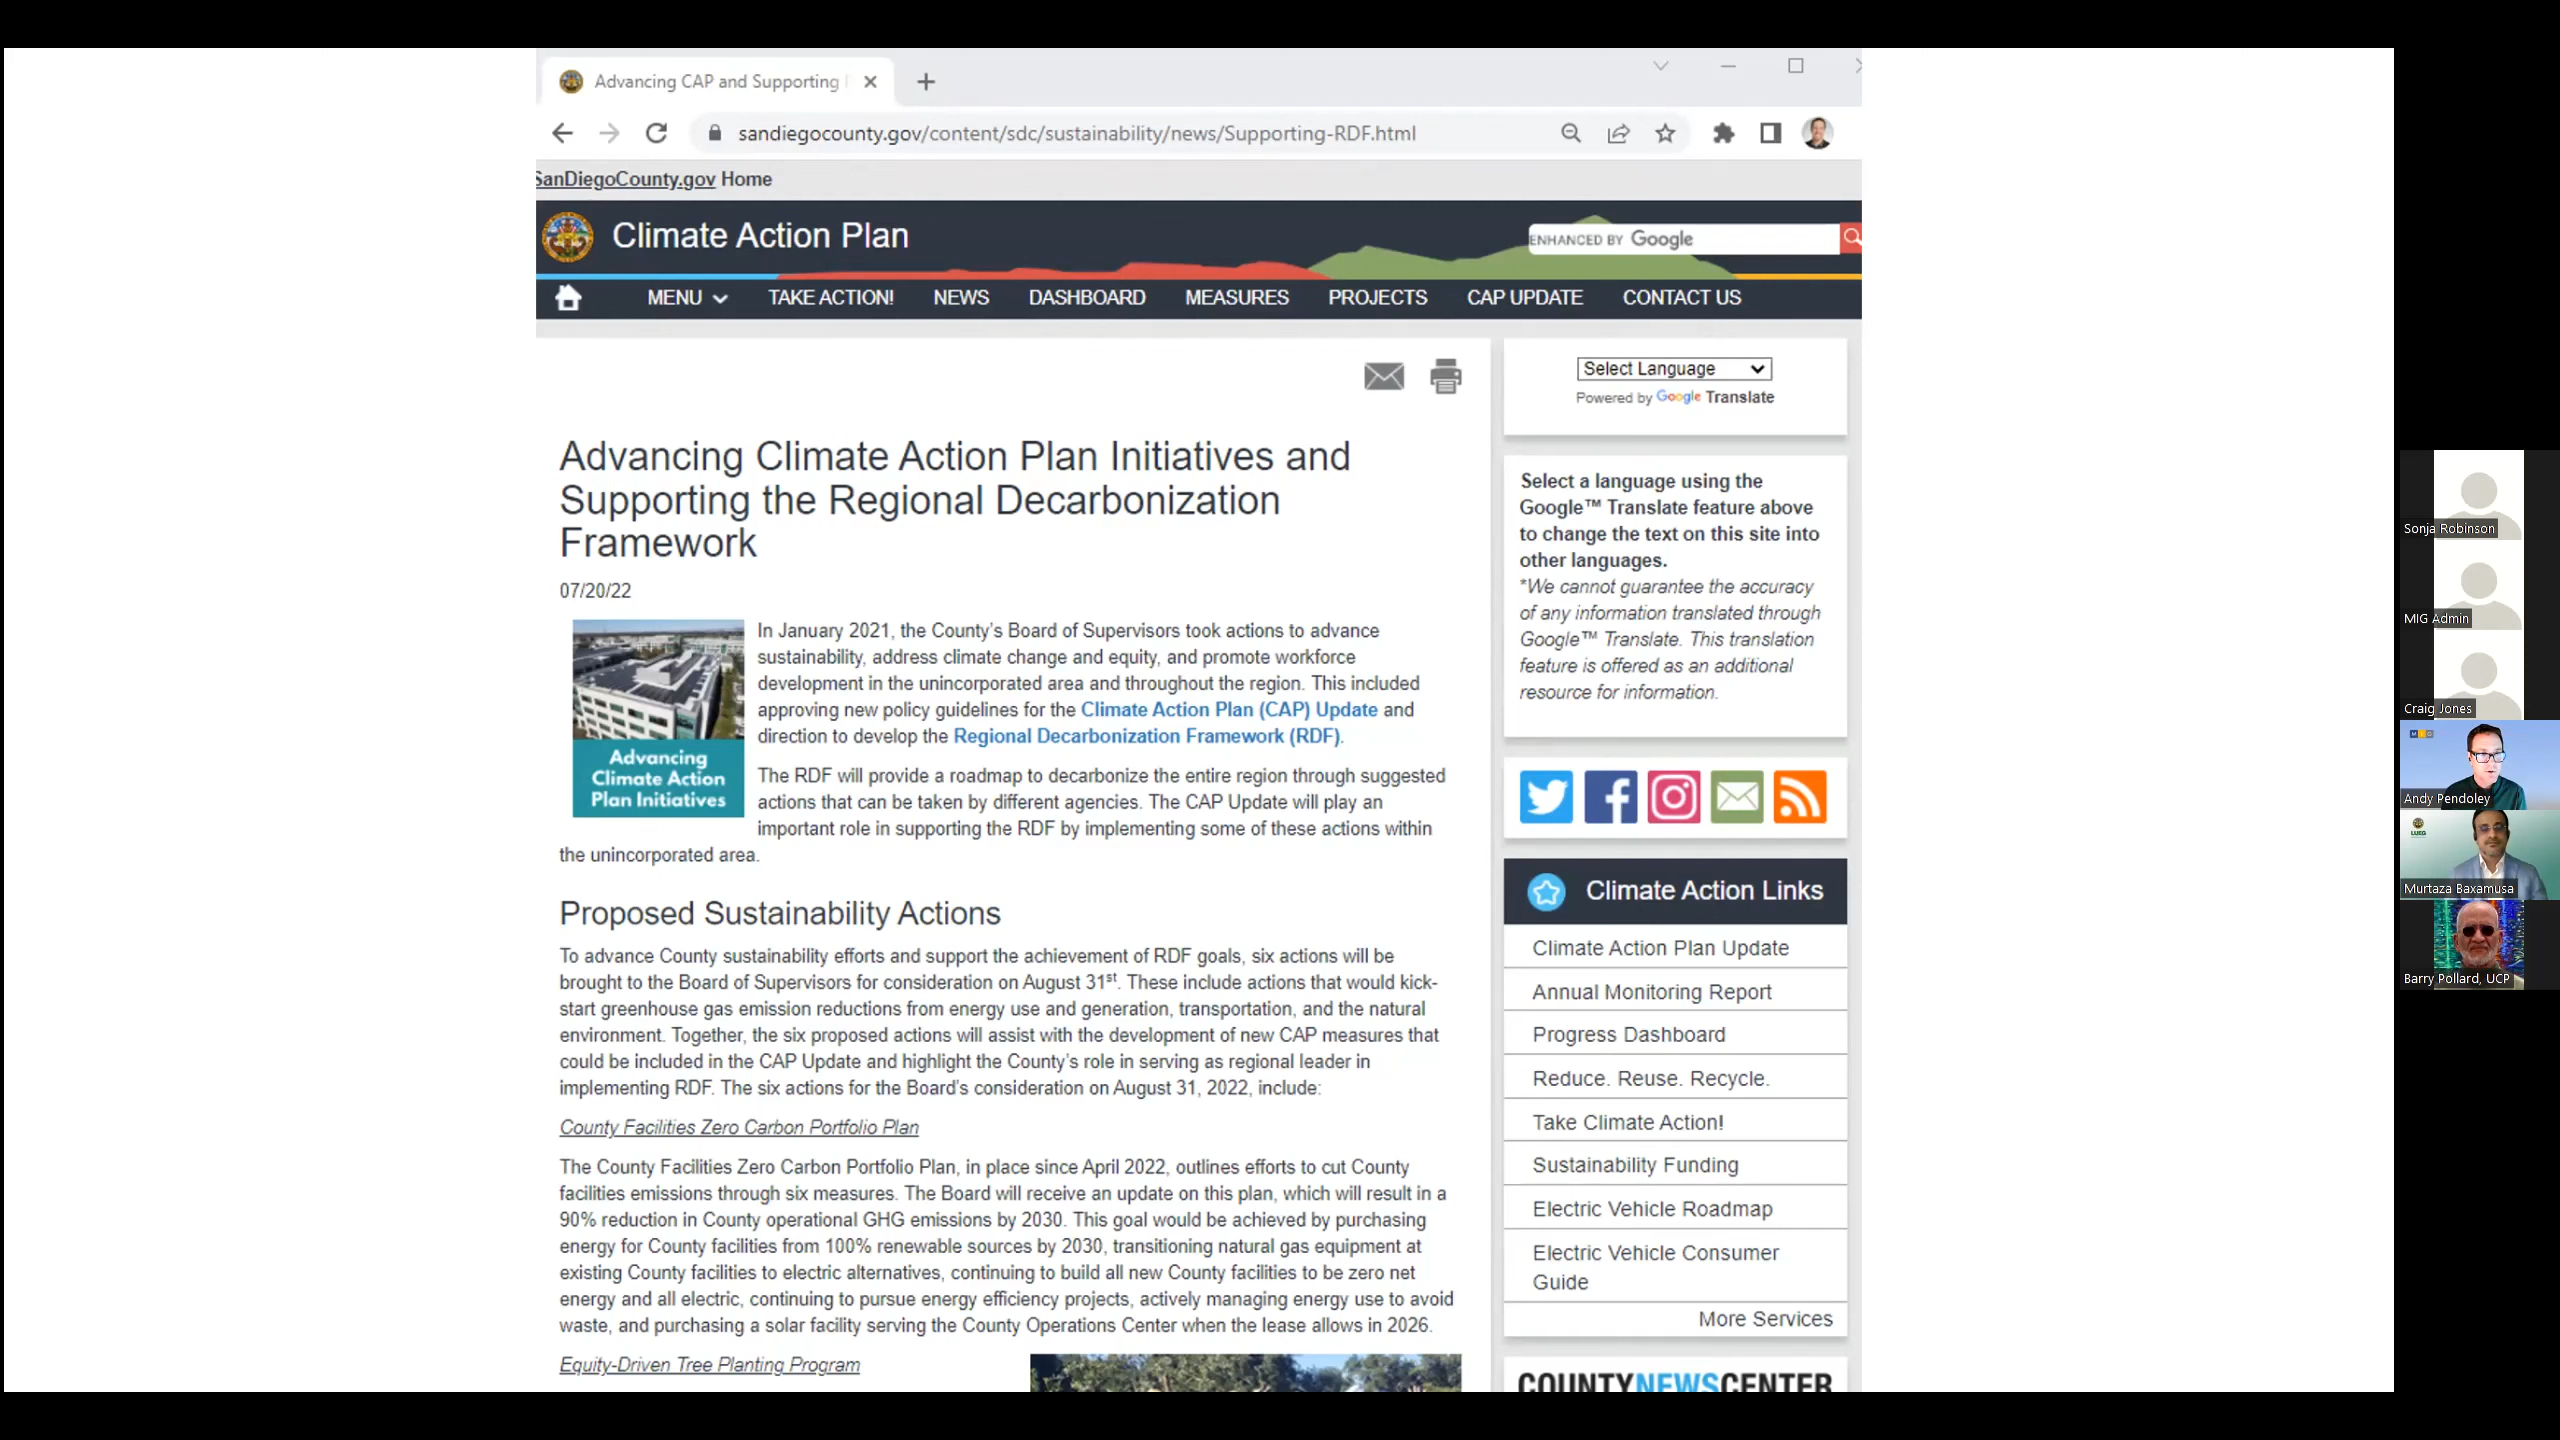 Advancing CAP and Supporting
sandiegocounty.gov/content/sdc/sustainability/news/Supporting-RDF.html
SanDiegoCounty.gov Home
Climate Action Plan
ENHANCED BY Google
MENU TAKE ACTION! NEWS DASHBOARD MEASURES PROJECTS CAP UPDATE CONTACT US
Advancing Climate Action Plan Initiatives and
Supporting the Regional Decarbonization
Framework
07/20/22
Advancing
Climate Action
Plan Initiatives
In January 2021, the County's Board of Supervisors took actions to advance
sustainability, address climate change and equity, and promote workforce
development in the unincorporated area and throughout the region. This included
approving new policy guidelines for the Climate Action Plan (CAP) Update and
direction to develop the Regional Decarbonization Framework (RDF).
The RDF will provide a roadmap to decarbonize the entire region through suggested
actions that can be taken by different agencies. The CAP Update will play an
important role in supporting the RDF by implementing some of these actions within
the unincorporated area.
Proposed Sustainability Actions
To advance County sustainability efforts and support the achievement of RDF goals, six actions will be
brought to the Board of Supervisors for consideration on August 31st. These include actions that would kick-
start greenhouse gas emission reductions from energy use and generation, transportation, and the natural
environment. Together, the six proposed actions will assist with the development of new CAP measures that
could be included in the CAP Update and highlight the County's role in serving as regional leader in
implementing RDF. The six actions for the Board's consideration on August 31, 2022, include:
County Facilities Zero Carbon Portfolio Plan
The County Facilities Zero Carbon Portfolio Plan, in place since April 2022, outlines efforts to cut County
facilities emissions through six measures. The Board will receive an update on this plan, which will result in a
90% reduction in County operational GHG emissions by 2030. This goal would be achieved by purchasing
energy for County facilities from 100% renewable sources by 2030, transitioning natural gas equipment at
existing County facilities to electric alternatives, continuing to build all new County facilities to be zero net
energy and all electric, continuing to pursue energy efficiency projects, actively managing energy use to avoid
waste, and purchasing a solar facility serving the County Operations Center when the lease allows in 2026.
Equity-Driven Tree Planting Program
Select Language
Powered by Google Translate
Select a language using the
Google™ Translate feature above
to change the text on this site into
other languages.
*We cannot guarantee the accuracy
of any information translated through
Google™ Translate. This translation
feature is offered as an additional
resource for information.
Climate Action Links
Climate Action Plan Update
Annual Monitoring Report
Progress Dashboard
Reduce. Reuse. Recycle.
Take Climate Action!
Sustainability Funding
Electric Vehicle Roadmap
Electric Vehicle Consumer
Guide
More Services
COUNTYNEWSCENTER
Sonja Robinson
MIG Admin
Craig Jones
MIG
Andy Pendoley
LUEG
Murtaza Baxamusa
Barry Pollard, UCP